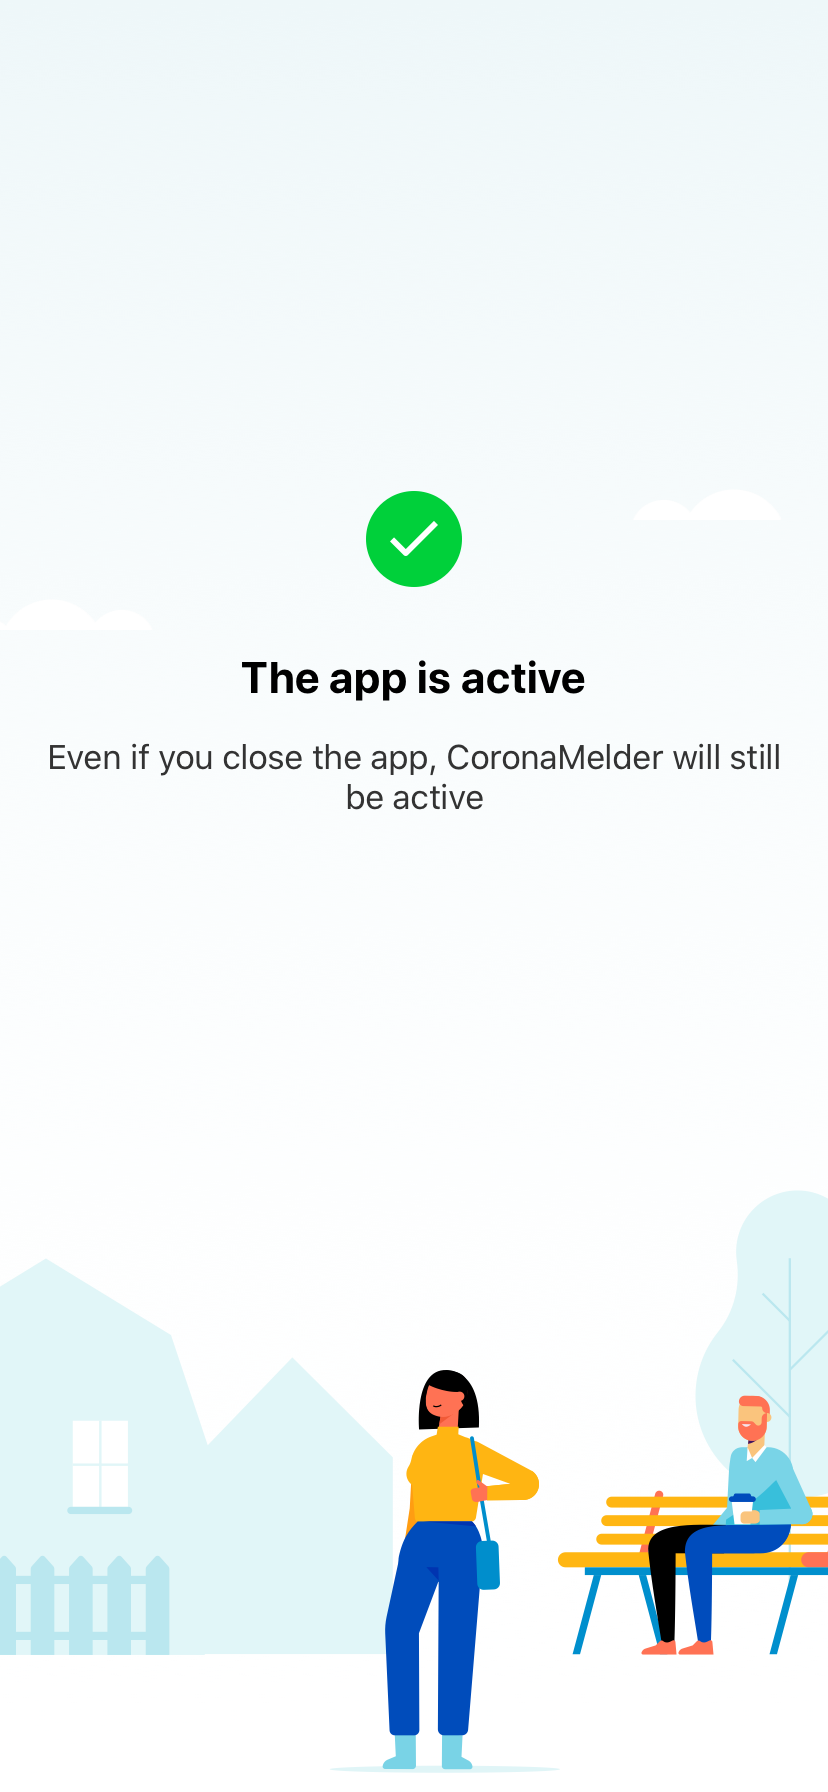 The app is active
Even if you close the app, CoronaMelder will still
be active